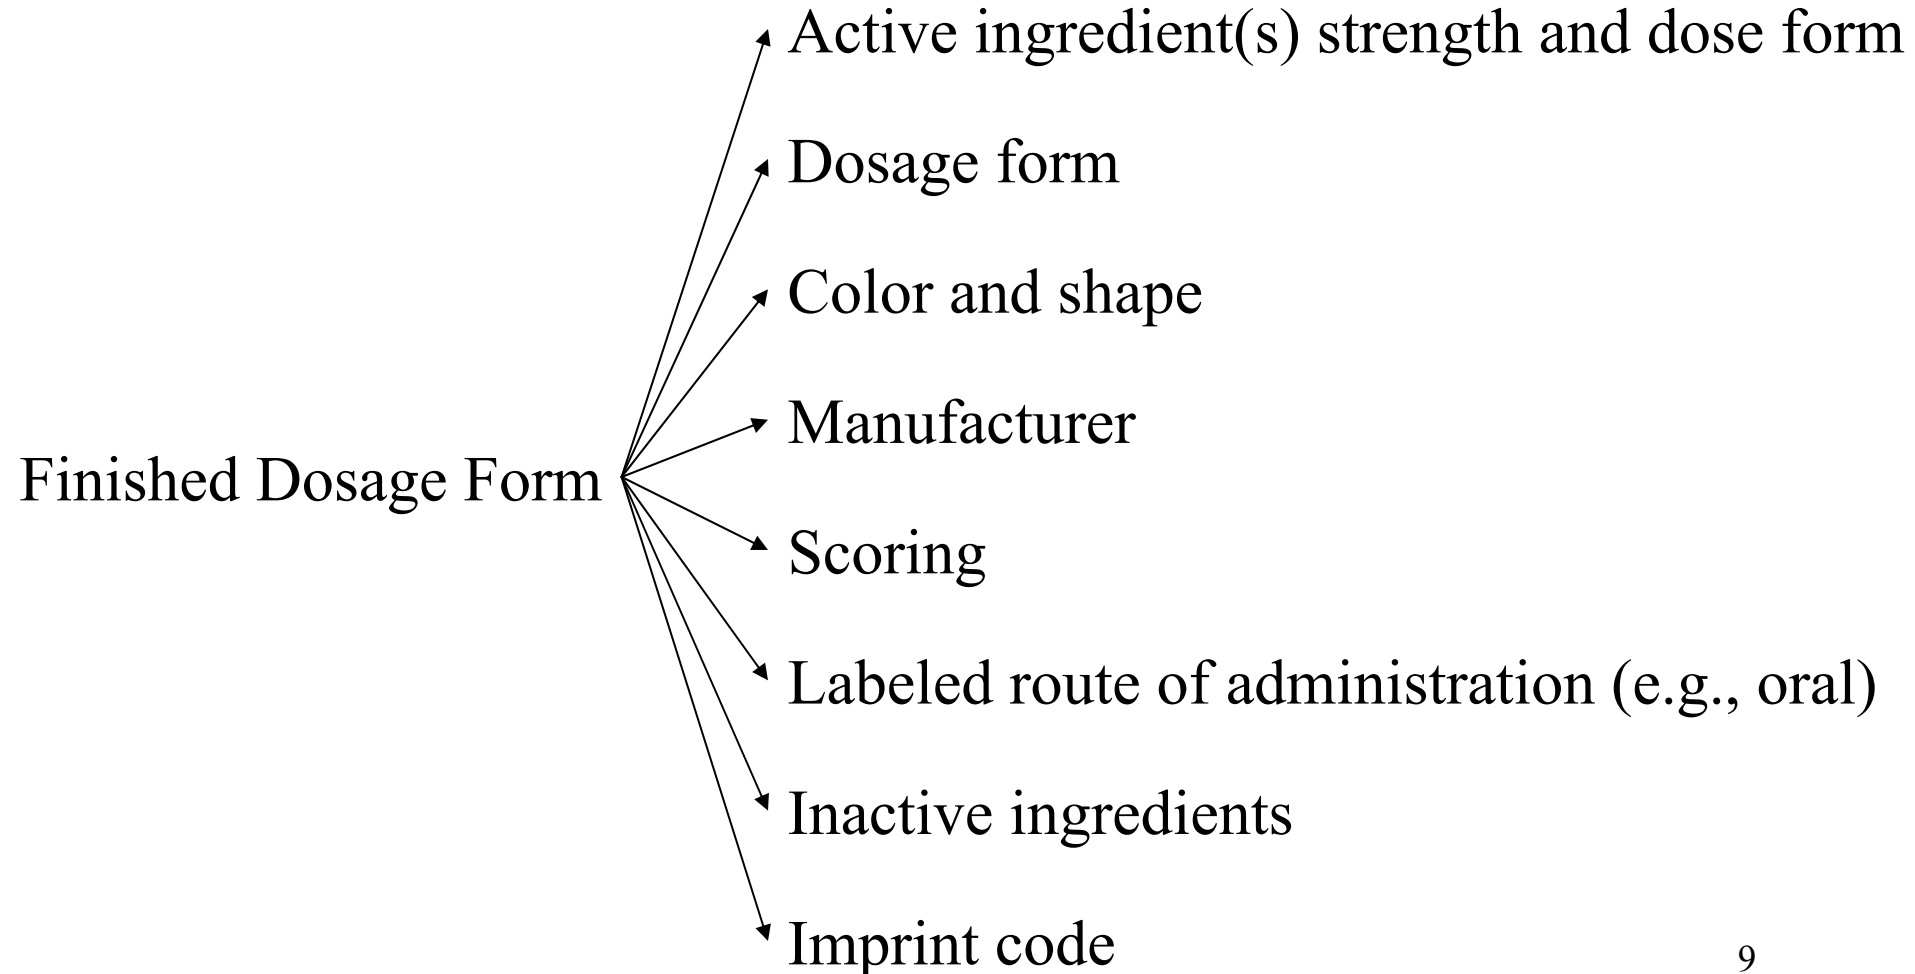 Active ingredient(s) strength and dose form
Dosage form
Color and shape
Manufacturer
Finished Dosage Form
Scoring
Labeled route of administration (e.g., oral)
Inactive ingredients
Imprint code
9